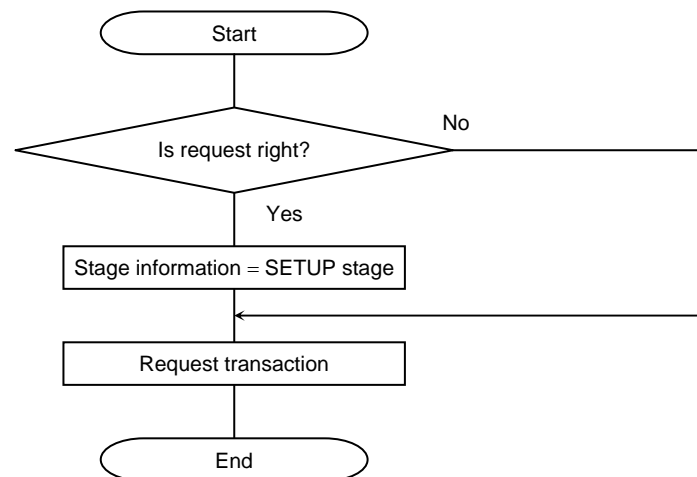 Start
Is request right?
No
Yes
Stage information = SETUP stage
Request transaction
End